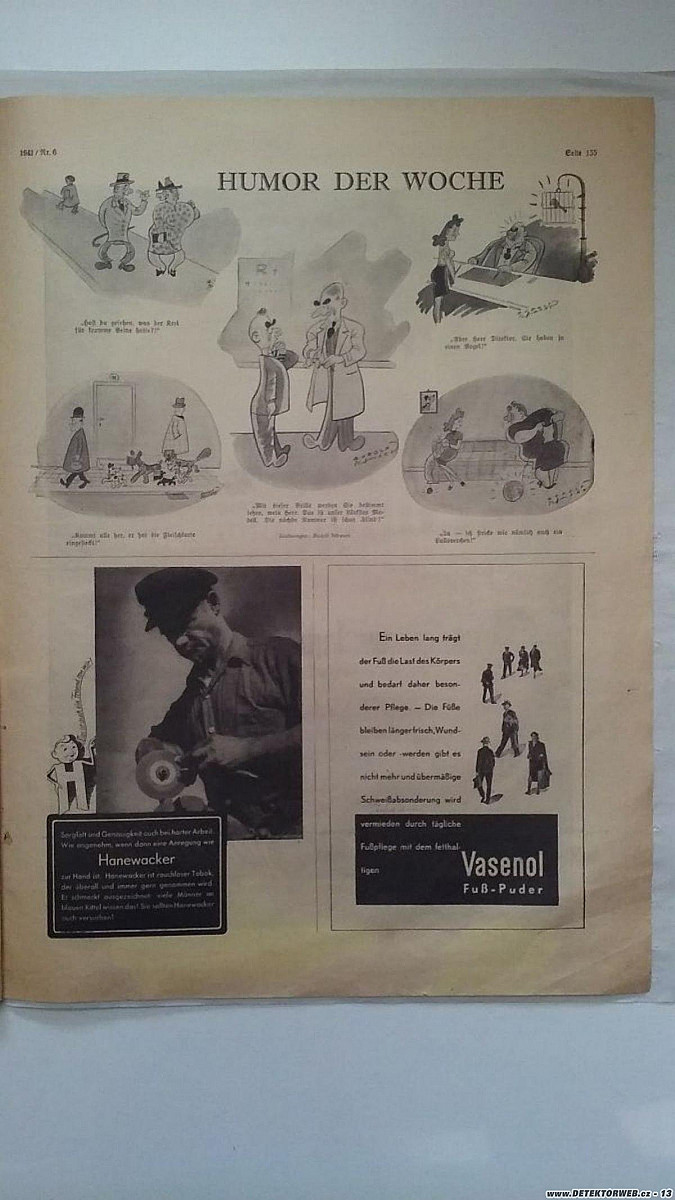 1941 / Nr. 6
Seite 135
HUMOR DER WOCHE
„Hast du gesehen, was der Kerl
für krumme Beine hatte?!"
„Aber Herr Direktor, Sie haben ja
einen Vogel!"
„Kommt alle her, er hat die Fleischkarte
eingesteckt!"
„Mit dieser Brille werden Sie bestimmt
sehen, mein Herr. Das ist unser stärkstes Mo-
dell. Die nächste Nummer ist schon Blind!"
Zeichnungen:
„Ja — ich stricke mir nämlich auch ein
Ein Leben lang trägt
der Fuß die Last des Körpers
und bedarf daher beson-
derer Pflege. — Die Füße
bleiben länger frisch, Wund-
sein oder -werden gibt es
nicht mehr und übermäßige
Schweißabsonderung wird
vermieden durch tägliche
Fußpflege mit dem fetthal-
tigen
Vasenol
Fuß-Puder
H
Sorgfalt und Genauigkeit auch bei harter Arbeit.
Wie angenehm, wenn dann eine Anregung wie
Hanewacker
zur Hand ist. Hanewacker ist rauchloser Tabak,
der überall und immer gern genommen wird.
Er schmeckt ausgezeichnet: viele Männer im
blauen Kittel wissen das! Sie sollten Hanewacker
auch versuchen!
www.DETEKTORWEB.cz - 13